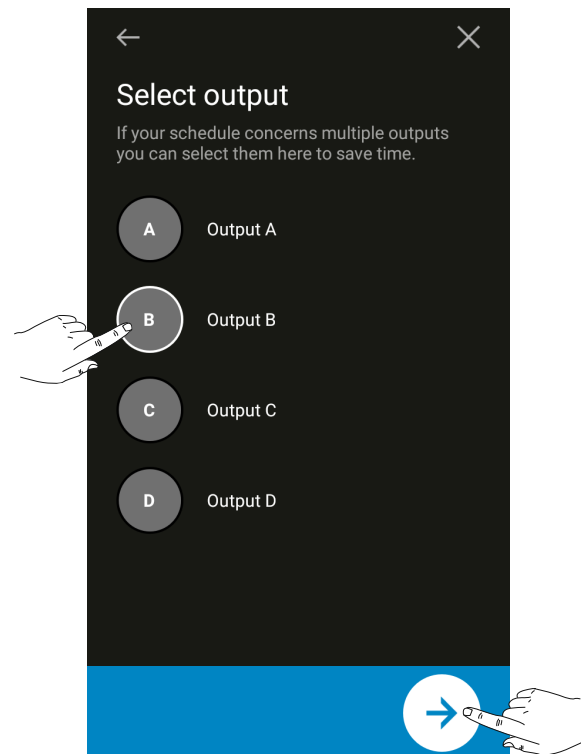 Select output
If your schedule concerns multiple outputs
you can select them here to save time.
A Output A
B Output B
C Output C
D Output D